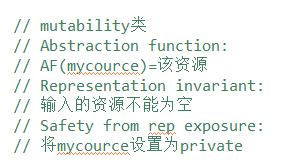 // mutability类
// Abstraction function:
// AF(mycource)=该资源
// Representation invariant:
// 输入的资源不能为空
// Safety from rep exposure:
// 将mycource设置为private